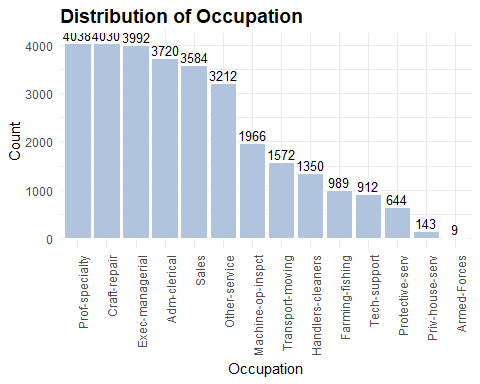 Distribution of Occupation
4038 4030 3992 3720 3584 3212 1966 1572 1350 989 912 644 143 9
4000
3000
2000
1000
0
Count
Prof-specialty
Craft-repair
Exec-managerial
Adm-clerical
Sales
Other-service
Machine-op-inspct
Transport-moving
Handlers-cleaners
Farming-fishing
Tech-support
Protective-serv
Priv-house-serv
Armed-Forces
Occupation